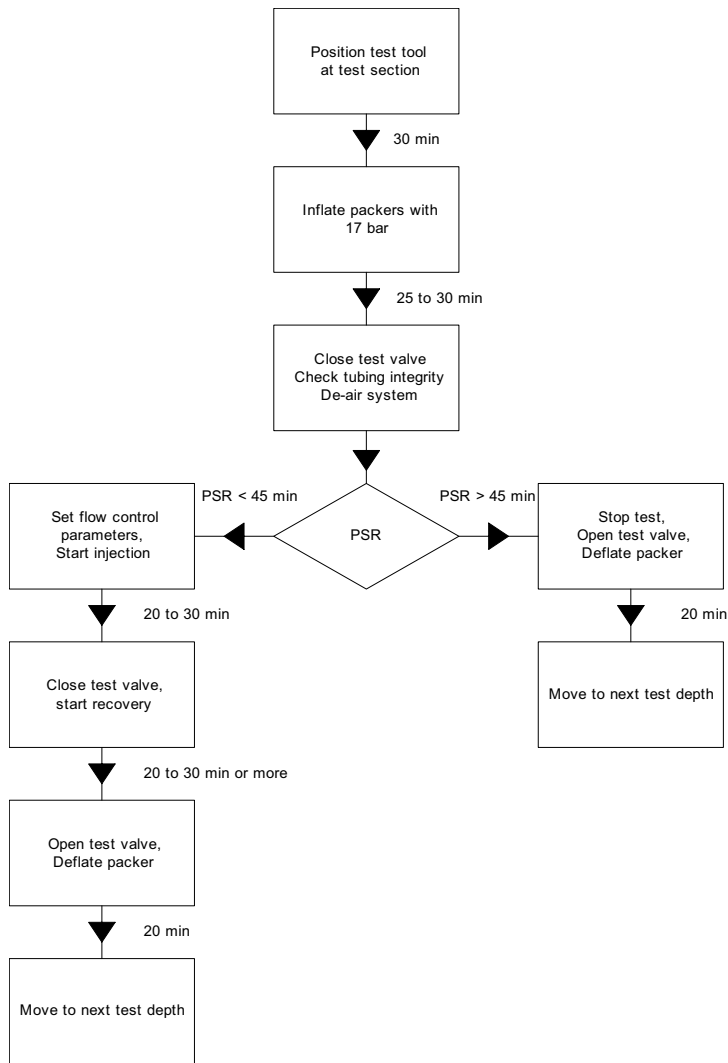 Position test tool
at test section
30 min
Inflate packers with
17 bar
25 to 30 min
Close test valve
Check tubing integrity
De-air system
PSR < 45 min
PSR > 45 min
Set flow control
parameters,
Start injection
PSR
Stop test,
Open test valve,
Deflate packer
20 to 30 min
20 min
Close test valve,
start recovery
Move to next test depth
20 to 30 min or more
Open test valve,
Deflate packer
20 min
Move to next test depth